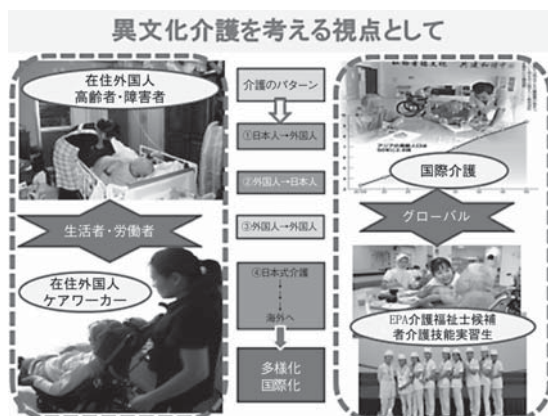 異文化介護を考える視点として
在住外国人
高齢者・障害者
生活者・労働者
在住外国人
ケアワーカー
介護のパターン
①日本人→外国人
②外国人→日本人
③外国人→外国人
④日本式介護
海外へ
多様化
国際化
国際介護
グローバル
EPA介護福祉士候補
者介護技能実習生